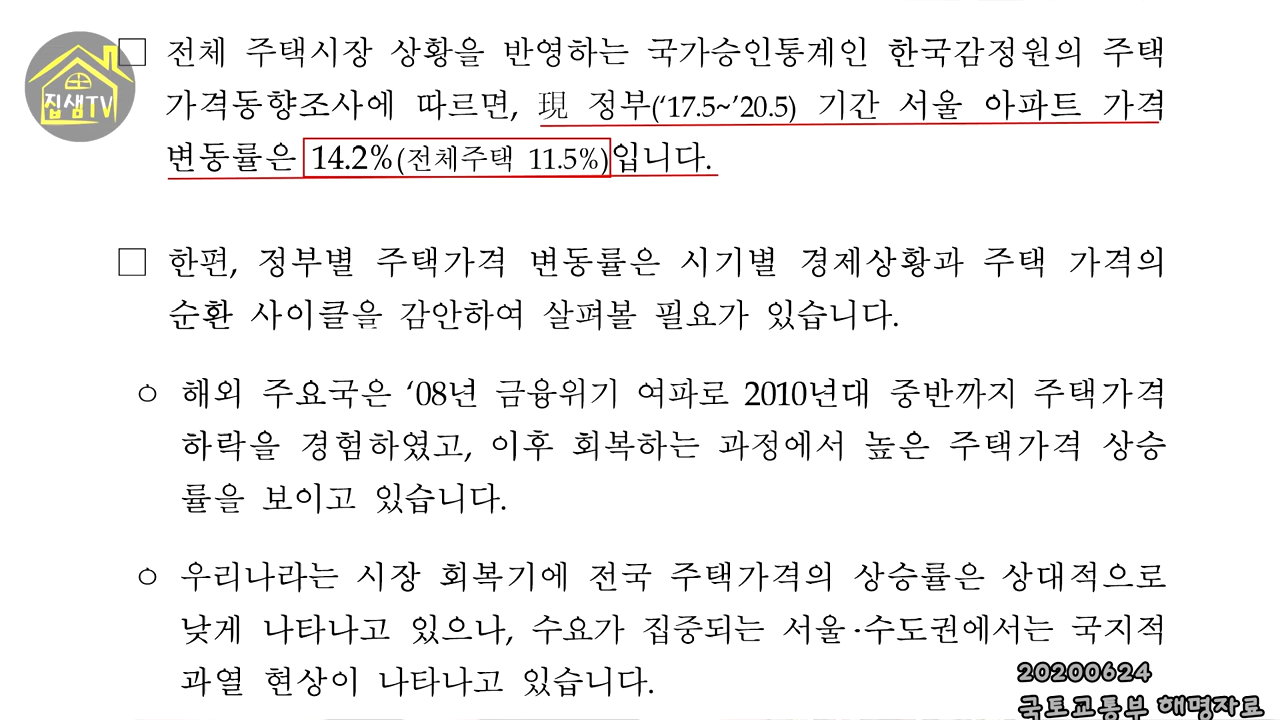 집샘TV
□ 전체 주택시장 상황을 반영하는 국가승인통계인 한국감정원의 주택
가격동향조사에 따르면, 現 정부(‘17.5~’20.5) 기간 서울 아파트 가격
변동률은 14.2%(전체주택 11.5%)입니다.
□ 한편, 정부별 주택가격 변동률은 시기별 경제상황과 주택 가격의
순환 사이클을 감안하여 살펴볼 필요가 있습니다.
ㅇ 해외 주요국은 ‘08년 금융위기 여파로 2010년대 중반까지 주택가격
하락을 경험하였고, 이후 회복하는 과정에서 높은 주택가격 상승
률을 보이고 있습니다.
ㅇ 우리나라는 시장 회복기에 전국 주택가격의 상승률은 상대적으로
낮게 나타나고 있으나, 수요가 집중되는 서울·수도권에서는 국지적
과열 현상이 나타나고 있습니다.
20200624
국토교통부 해명자료